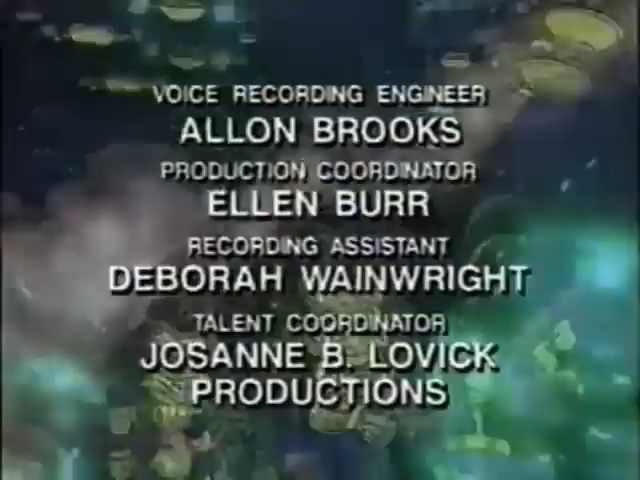 VOICE RECORDING ENGINEER
ALLON BROOKS
PRODUCTION COORDINATOR
ELLEN BURR
RECORDING ASSISTANT
DEBORAH WAINWRIGHT
TALENT COORDINATOR
JOSANNE B. LOVICK
PRODUCTIONS